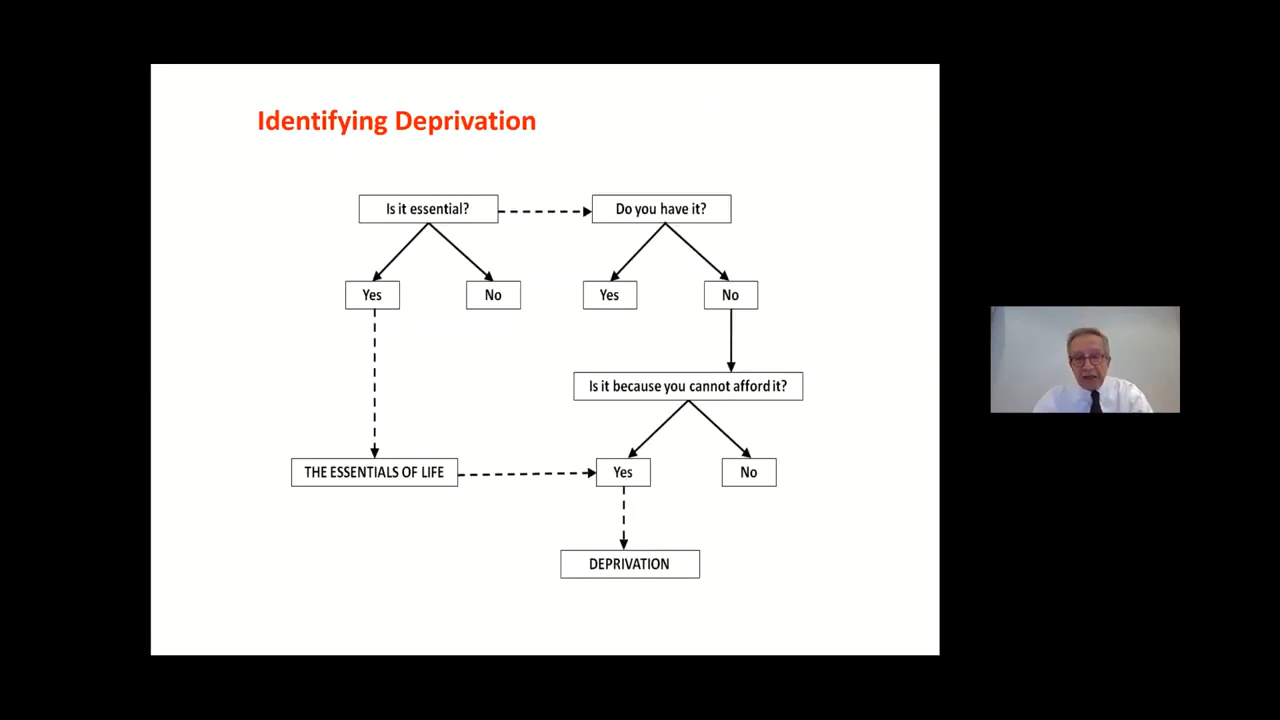 Identifying Deprivation
Is it essential?
Do you have it?
Yes
No
Yes
No
Is it because you cannot afford it?
THE ESSENTIALS OF LIFE
Yes
No
DEPRIVATION